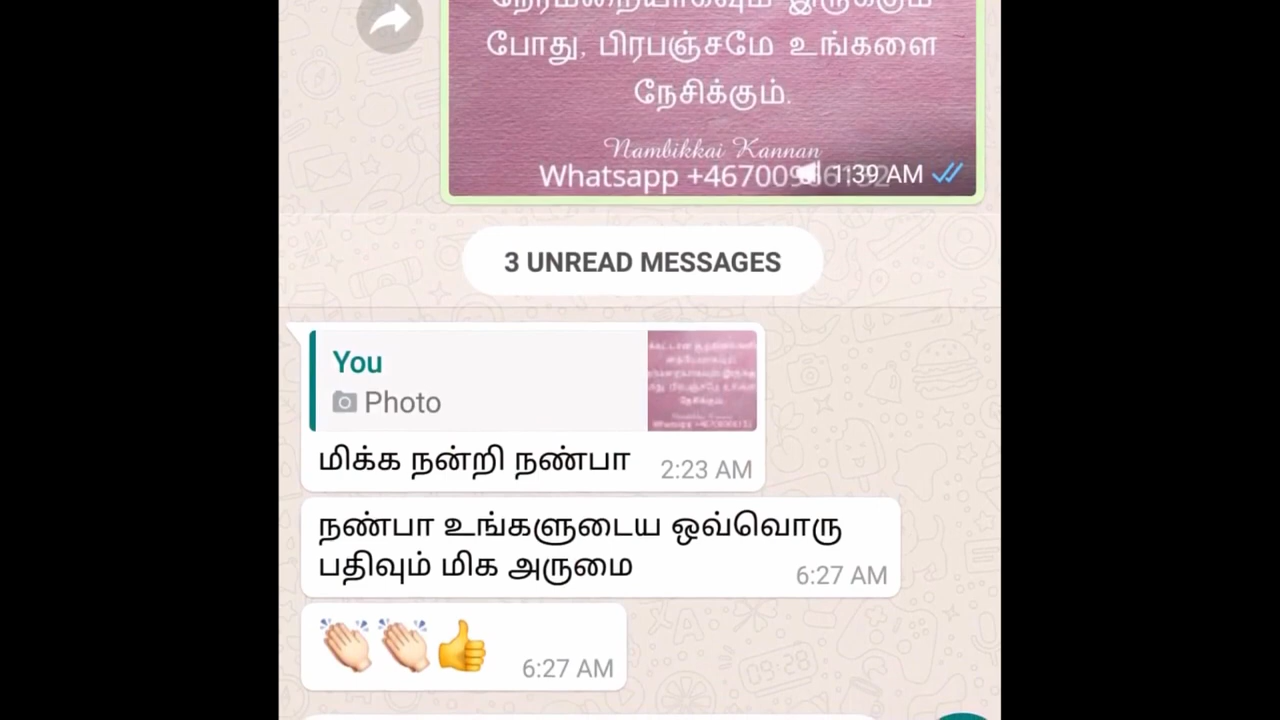 போது, பிரபஞ்சமே உங்களை
நேசிக்கும்.
Nambikkai Kannan
Whatsapp
1:39 AM
3 UNREAD MESSAGES
You
Photo
மிக்க நன்றி நண்பா
2:23 AM
நண்பா உங்களுடைய ஒவ்வொரு
பதிவும் மிக அருமை
6:27 AM
6:27 AM